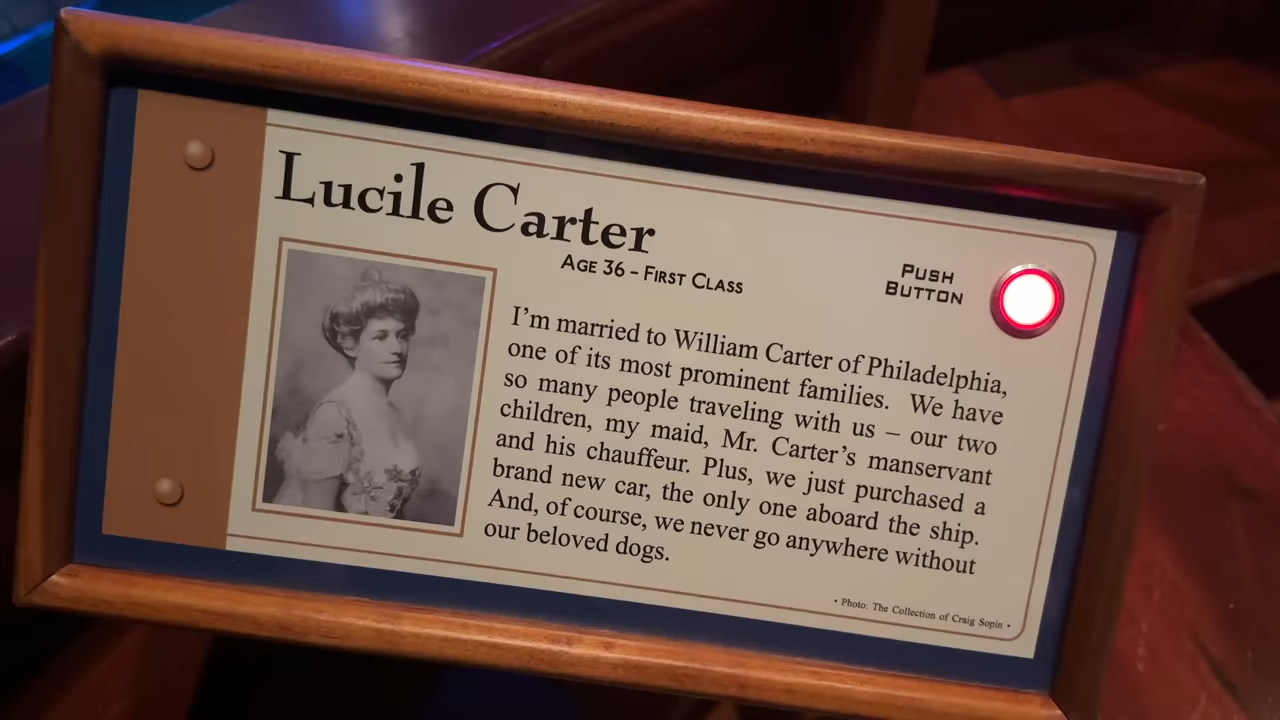 Lucile Carter
Age 36 - First Class
Push
Button
I'm married to William Carter of Philadelphia,
one of its most prominent families. We have
so many people traveling with us – our two
children, my maid, Mr. Carter's manservant
and his chauffeur. Plus, we just purchased a
brand new car, the only one aboard the ship.
And, of course, we never go anywhere without
our beloved dogs.
• Photo: The Collection of Craig Sopin •